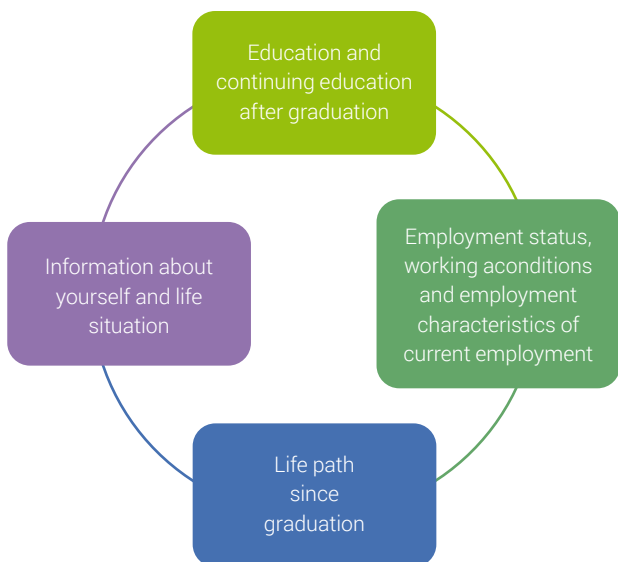 Education and
continuing education
after graduation
Employment status,
working aconditions
and employment
characteristics of
current employment
Life path
since
graduation
Information about
yourself and life
situation